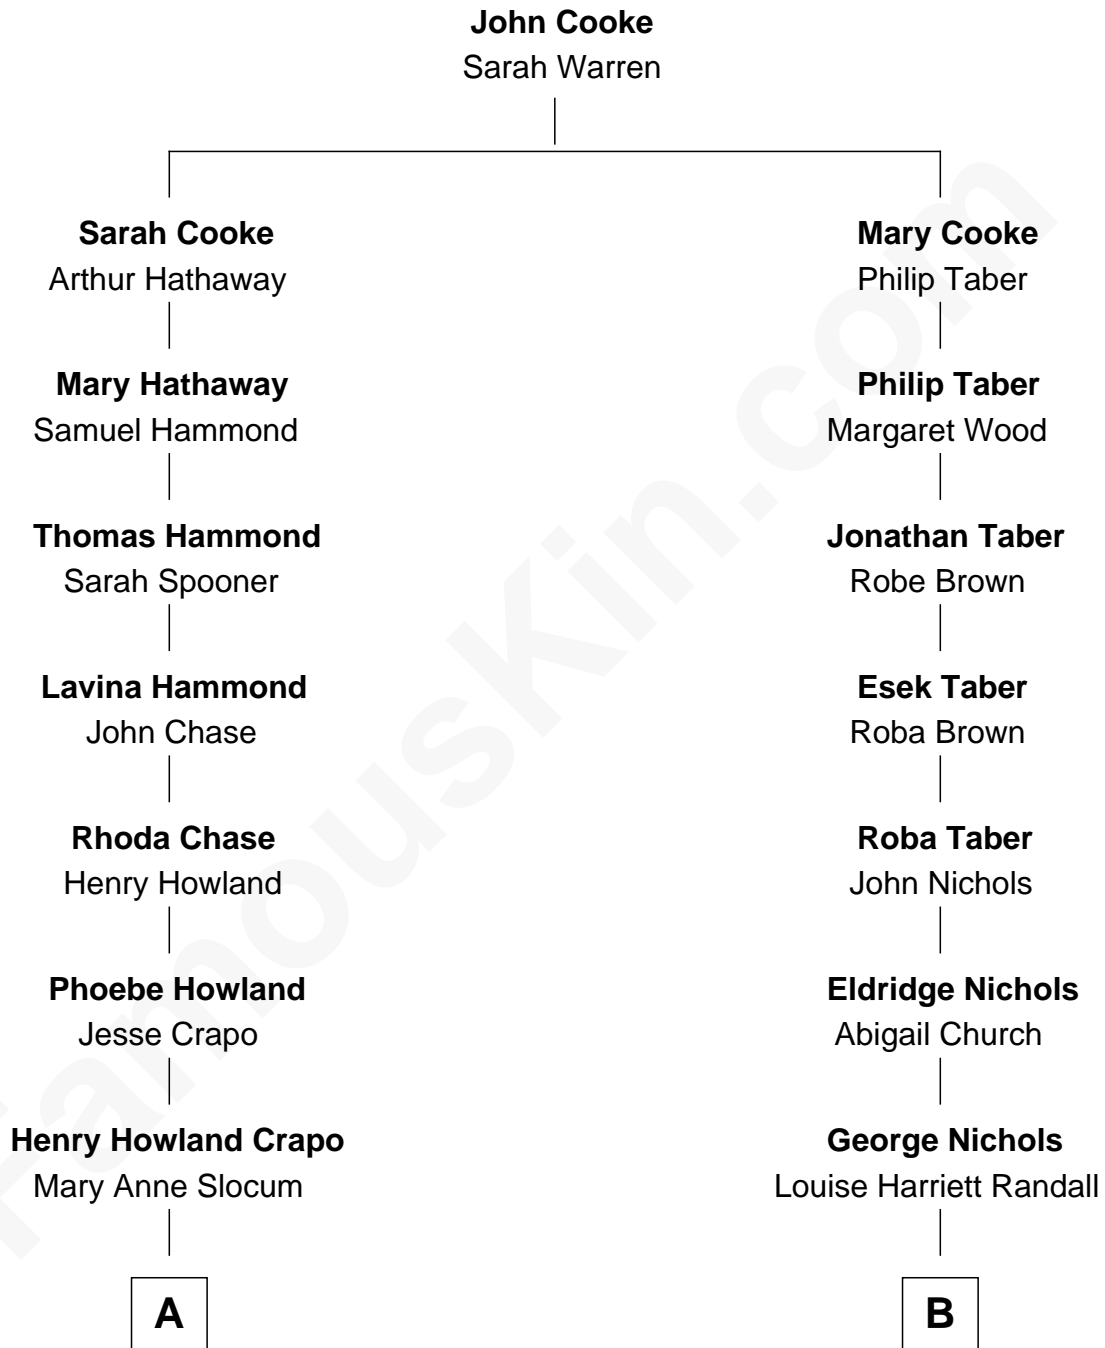 John Cooke
Sarah Warren
Sarah Cooke
Arthur Hathaway
Mary Cooke
Philip Taber
Mary Hathaway
Samuel Hammond
Philip Taber
Margaret Wood
Thomas Hammond
Sarah Spooner
Jonathan Taber
Robe Brown
Lavina Hammond
John Chase
Esek Taber
Roba Brown
Rhoda Chase
Henry Howland
Roba Taber
John Nichols
Phoebe Howland
Jesse Crapo
Eldridge Nichols
Abigail Church
Henry Howland Crapo
Mary Anne Slocum
George Nichols
Louise Harriett Randall
A
B
FamousKin.com